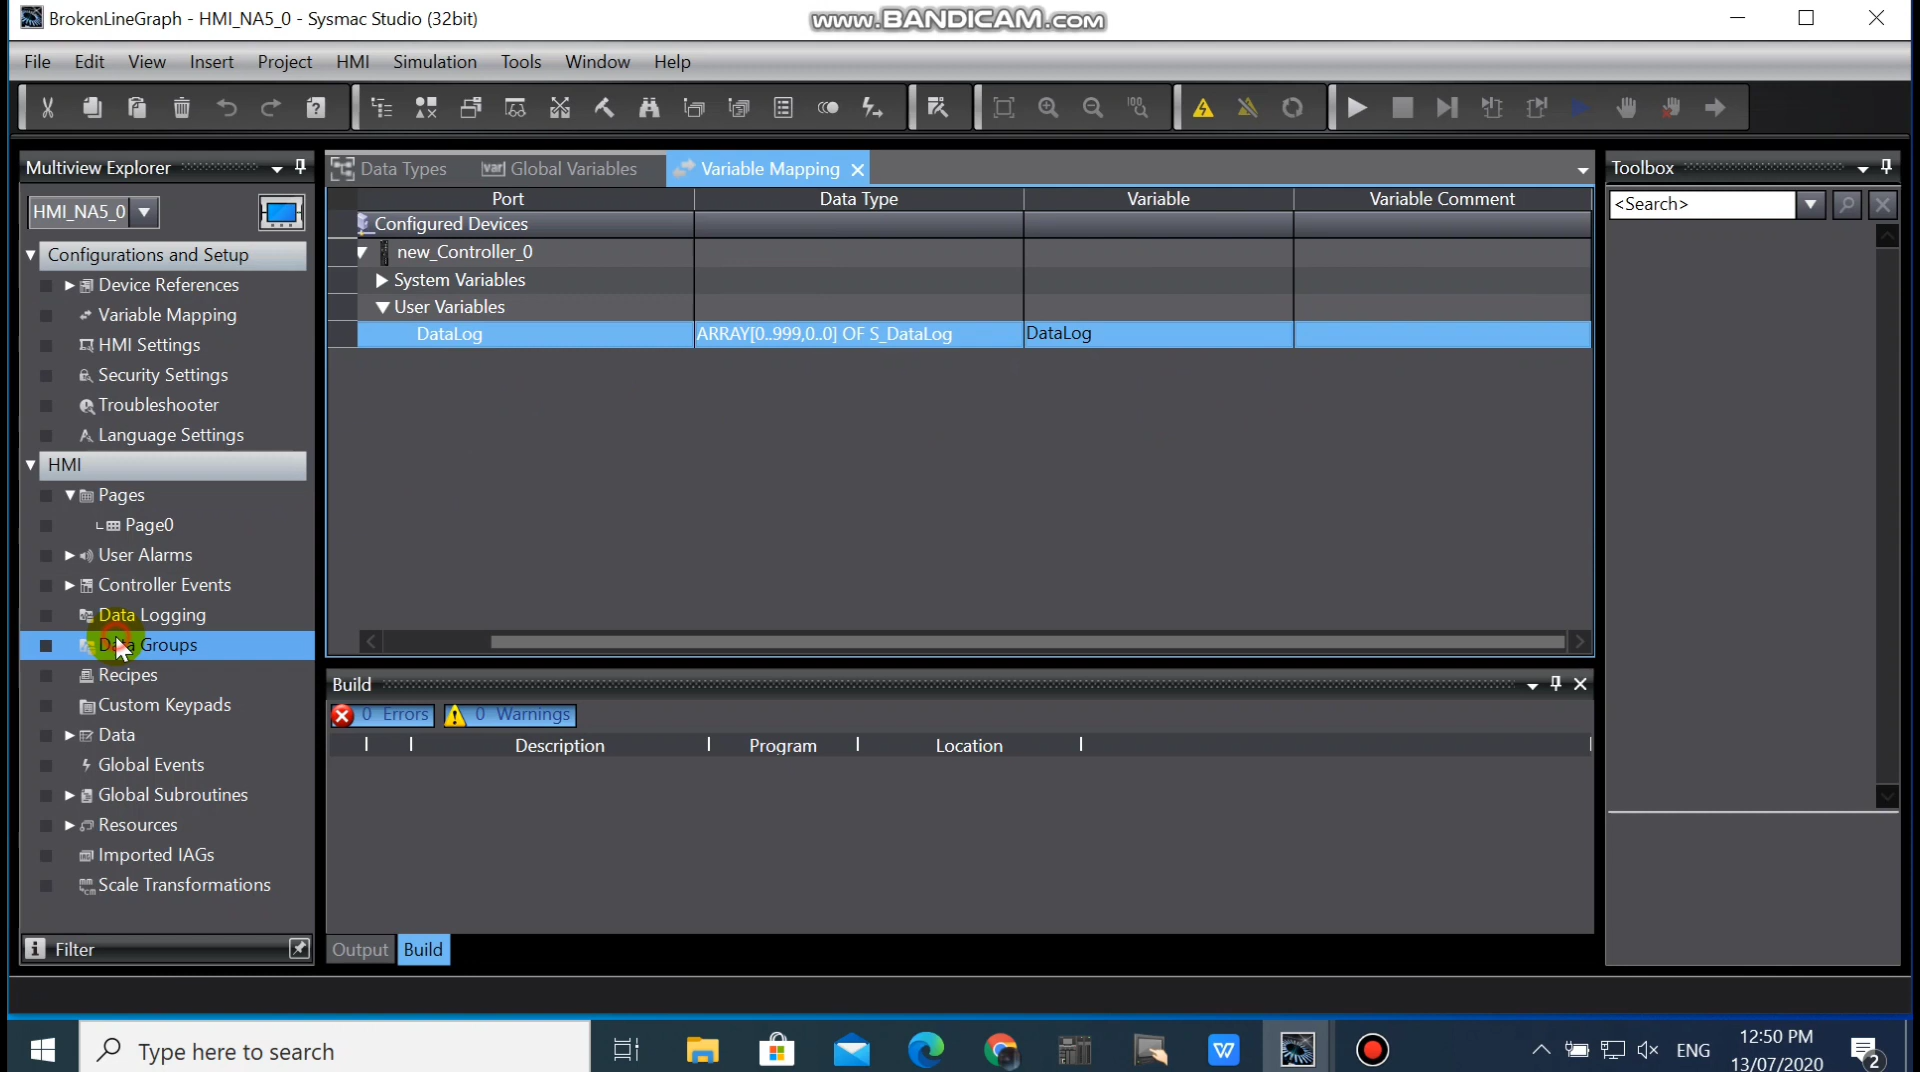 BrokenLineGraph - HMI_NA5_0 - Sysmac Studio (32bit)
www.BANDICAM.com
File Edit View Insert Project HMI Simulation Tools Window Help
Multiview Explorer
HMI_NA5_0
Configurations and Setup
Device References
Variable Mapping
HMI Settings
Security Settings
Troubleshooter
Language Settings
HMI
Pages
Page0
User Alarms
Controller Events
Data Logging
Data Groups
Recipes
Custom Keypads
Data
Global Events
Global Subroutines
Resources
Imported IAGs
Scale Transformations
Filter
Data Types Global Variables Variable Mapping
Port Data Type Variable Variable Comment
Configured Devices
new_Controller_0
System Variables
User Variables
DataLog ARRAY[0..999,0..0] OF S_DataLog DataLog
Build
0 Errors 0 Warnings
Description Program Location
Output Build
Toolbox
<Search>
Type here to search
ENG
12:50 PM
13/07/2020
2